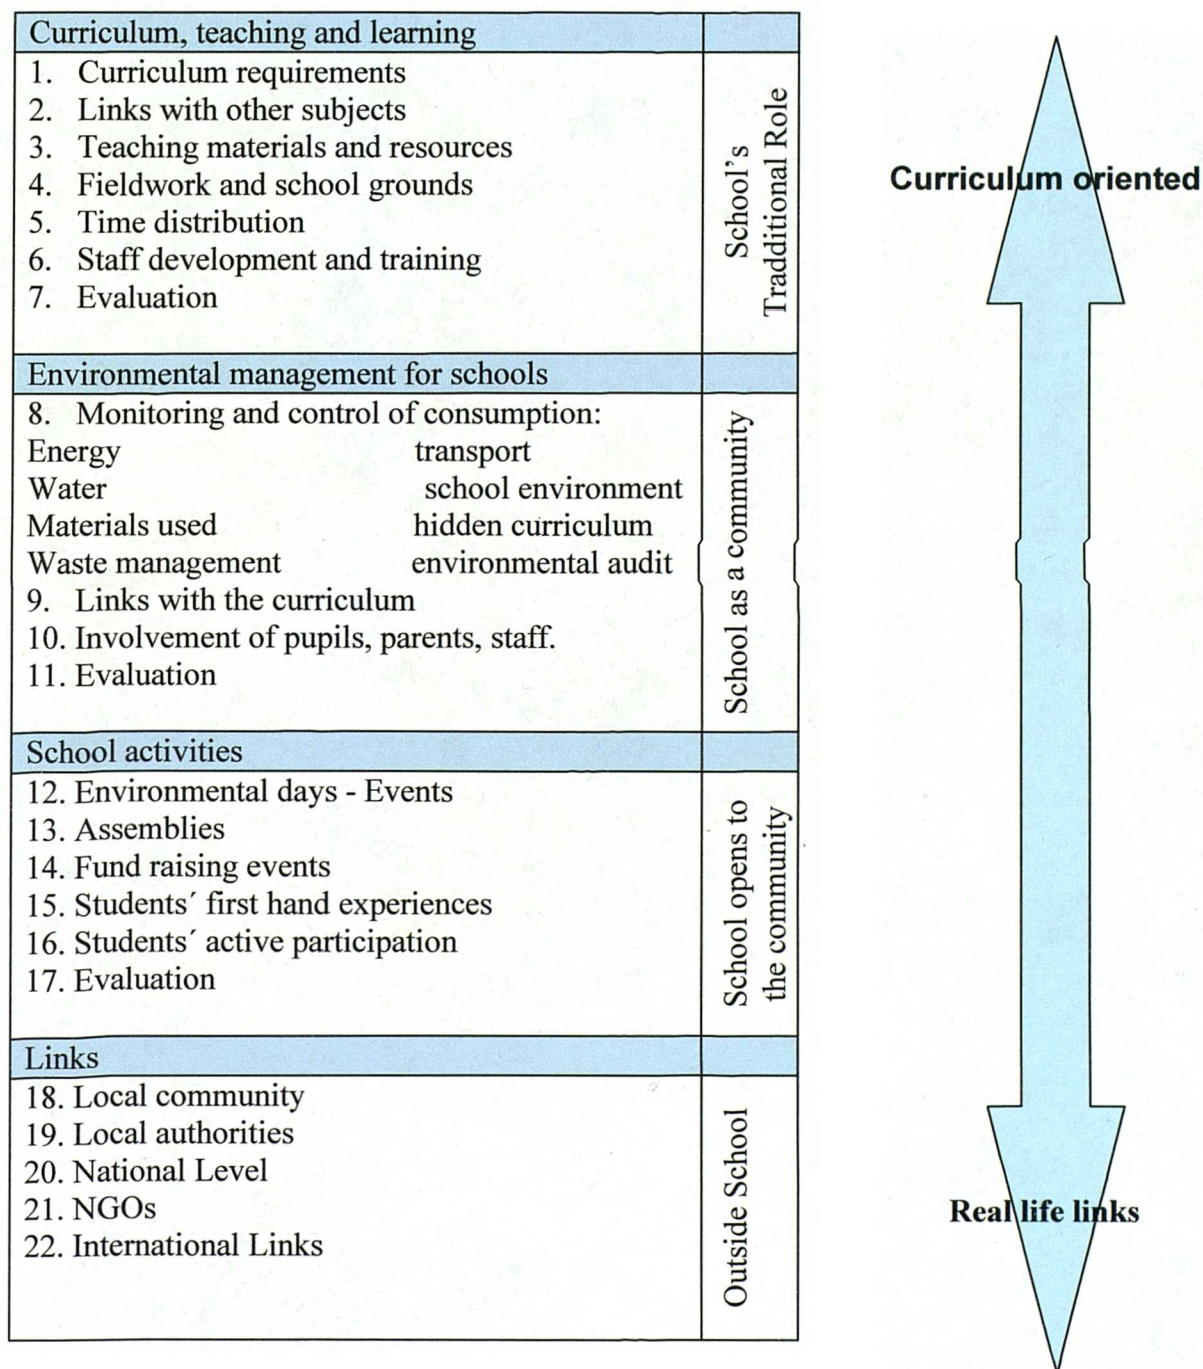 Curriculum, teaching and learning
1. Curriculum requirements
2. Links with other subjects
3. Teaching materials and resources
4. Fieldwork and school grounds
5. Time distribution
6. Staff development and training
7. Evaluation
School's
Tradditional Role
Environmental management for schools
8. Monitoring and control of consumption:
Energy transport
Water school environment
Materials used hidden curriculum
Waste management environmental audit
9. Links with the curriculum
10. Involvement of pupils, parents, staff.
11. Evaluation
School as a community
School activities
12. Environmental days - Events
13. Assemblies
14. Fund raising events
15. Students´ first hand experiences
16. Students´ active participation
17. Evaluation
School opens to
the community
Links
18. Local community
19. Local authorities
20. National Level
21. NGOs
22. International Links
Outside School
Curriculum oriented
Real life links